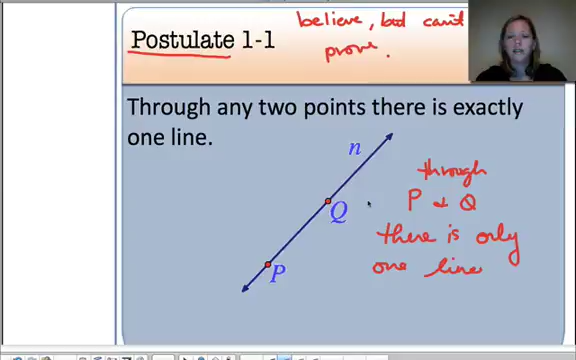 believe, but can't
prove.
Postulate 1-1
Through any two points there is exactly
one line.
n
Q
P
through
P & Q
there is only
one line